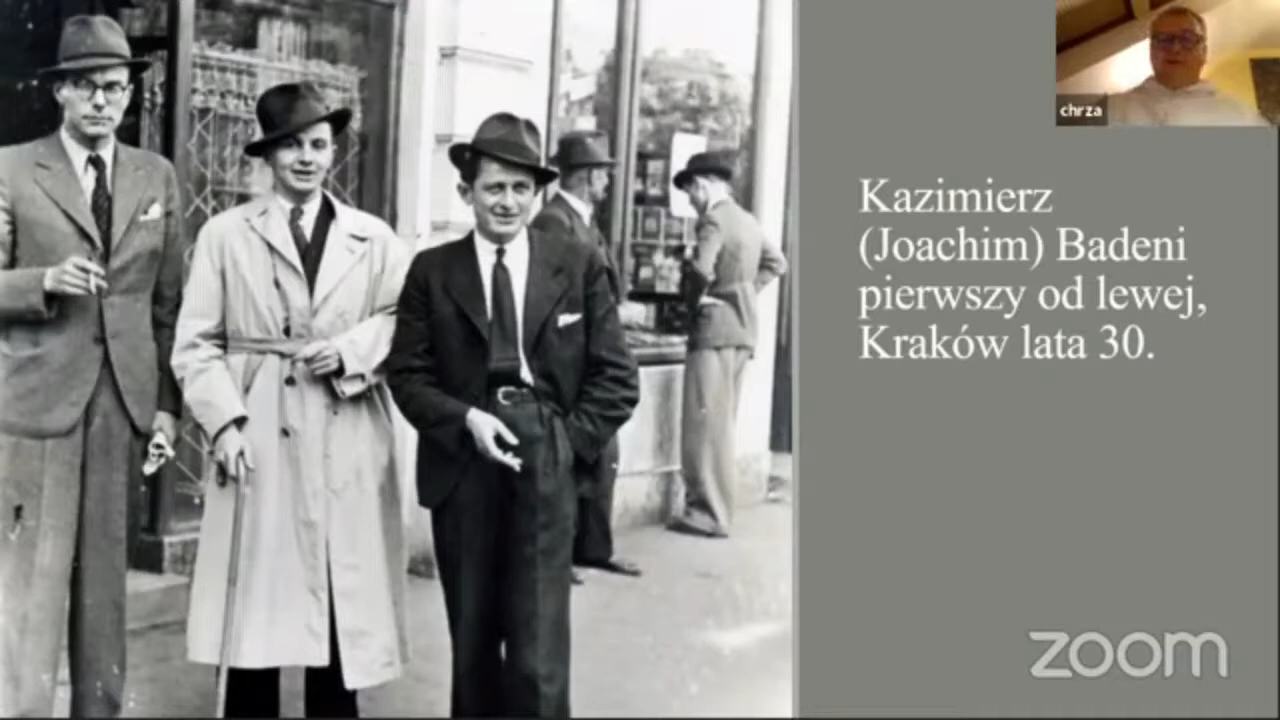 chrza
Kazimierz
(Joachim) Badeni
pierwszy od lewej,
Kraków lata 30.
zoom